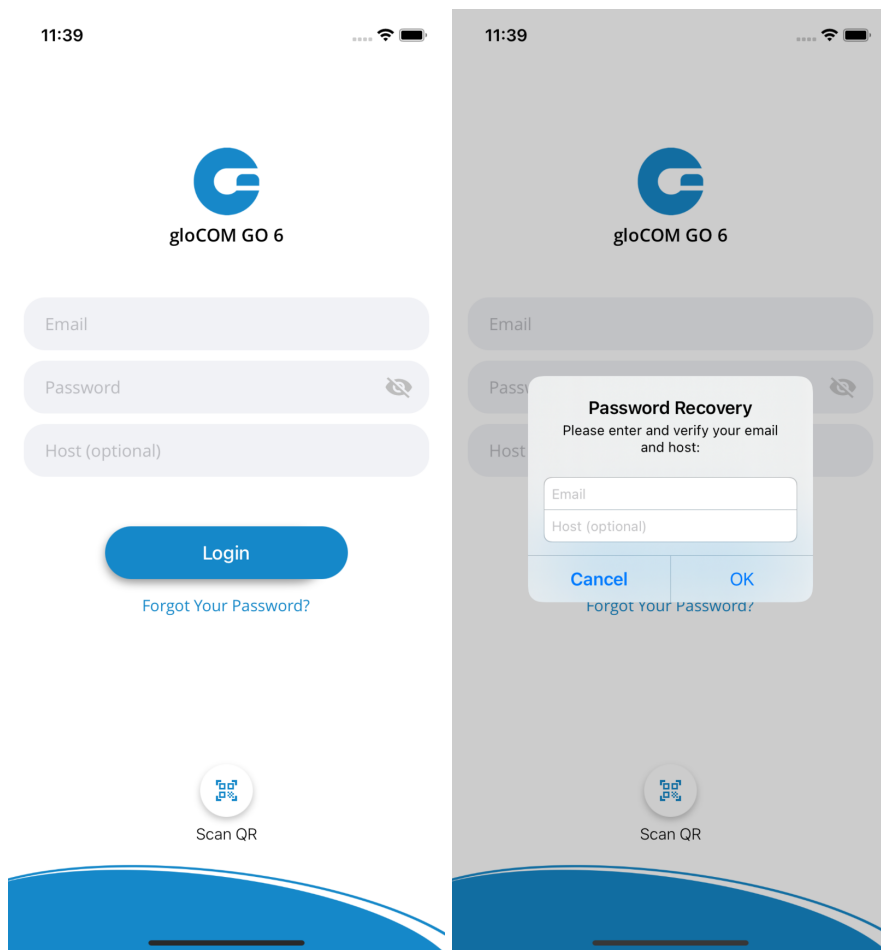 11:39
gloCOM GO 6
Email
Password
Host (optional)
Login
Forgot Your Password?
Scan QR
11:39
gloCOM GO 6
Email
Passw
Host
Password Recovery
Please enter and verify your email
and host:
Email
Host (optional)
Cancel
OK
Forgot Your Password?
Scan QR